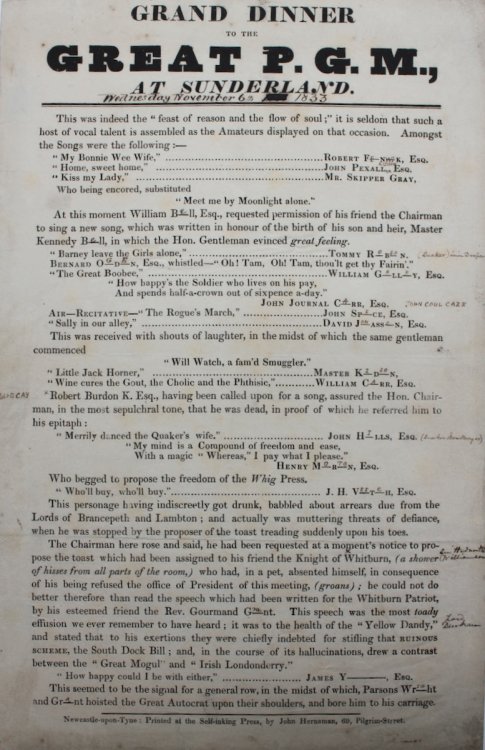 GRAND DINNER
TO THE
GREAT P. G. M.,
AT SUNDERLAND.
Wednesday November 6th 1833
This was indeed the "feast of reason and the flow of soul;" it is seldom that such a
host of vocal talent is assembled as the Amateurs displayed on that occasion. Amongst
the Songs were the following :—
"My Bonnie Wee Wife," ........ ROBERT FENWICK, ESQ.
"Home, sweet home," ........ JOHN PEXALL, ESQ.
"Kiss my Lady," ........ MR. SKIPPER GRAY,
Who being encored, substituted
"Meet me by Moonlight alone."
At this moment William Bell, Esq., requested permission of his friend the Chairman
to sing a new song, which was written in honour of the birth of his son and heir, Master
Kennedy Bell, in which the Hon. Gentleman evinced great feeling.
"Barney leave the Girls alone," ........ TOMMY R
BERNARD OGDEN, ESQ., whistled—"Oh! Tam, Oh! Tam, thou'lt get thy Fairin'."
"The Great Boobee," ........ WILLIAM G
"How happy's the Soldier who lives on his pay,
And spends half-a-crown out of sixpence a-day."
JOHN JOURNAL CARR, ESQ. JOHN COUL CARR
AIR—RECITATIVE—"The Rogue's March," ........ JOHN SPENCE, ESQ.
"Sally in our alley," ........ DAVID JONASSON, ESQ.
This was received with shouts of laughter, in the midst of which the same gentleman
commenced
"Will Watch, a fam'd Smuggler."
"Little Jack Horner," ........ MASTER K
"Wine cures the Gout, the Cholic and the Phthisic," ........ WILLIAM CARR, ESQ.
Robert Burdon K. Esq., having been called upon for a song, assured the Hon. Chair-
man, in the most sepulchral tone, that he was dead, in proof of which he referred him to
his epitaph :
"Merrily danced the Quaker's wife." ........ JOHN HILLS, ESQ.
"My mind is a Compound of freedom and ease,
With a magic "Whereas," I pay what I please."
HENRY MORTON, ESQ.
Who begged to propose the freedom of the Whig Press.
"Who'll buy, who'll buy." ........ J. H. VEITCH, ESQ.
This personage having indiscreetly got drunk, babbled about arrears due from the
Lords of Brancepeth and Lambton ; and actually was muttering threats of defiance,
when he was stopped by the proposer of the toast treading suddenly upon his toes.
The Chairman here rose and said, he had been requested at a moment's notice to pro-
pose the toast which had been assigned to his friend the Knight of Whitburn, (a shower
of hisses from all parts of the room,) who had, in a pet, absented himself, in consequence
of his being refused the office of President of this meeting, (groans) ; he could not do
better therefore than read the speech which had been written for the Whitburn Patriot,
by his esteemed friend the Rev. Gourmand G nt. This speech was the most toady
effusion we ever remember to have heard ; it was to the health of the "Yellow Dandy,"
and stated that to his exertions they were chiefly indebted for stifling that RUINOUS
SCHEME, the South Dock Bill ; and, in the course of its hallucinations, drew a contrast
between the "Great Mogul" and "Irish Londonderry."
"How happy could I be with either," ........ JAMES Y———, ESQ.
This seemed to be the signal for a general row, in the midst of which, Parsons Wr ht
and Gr nt hoisted the Great Autocrat upon their shoulders, and bore him to his carriage.
Newcastle-upon-Tyne : Printed at the Self-inking Press, by John Hernaman, 69, Pilgrim-Street.